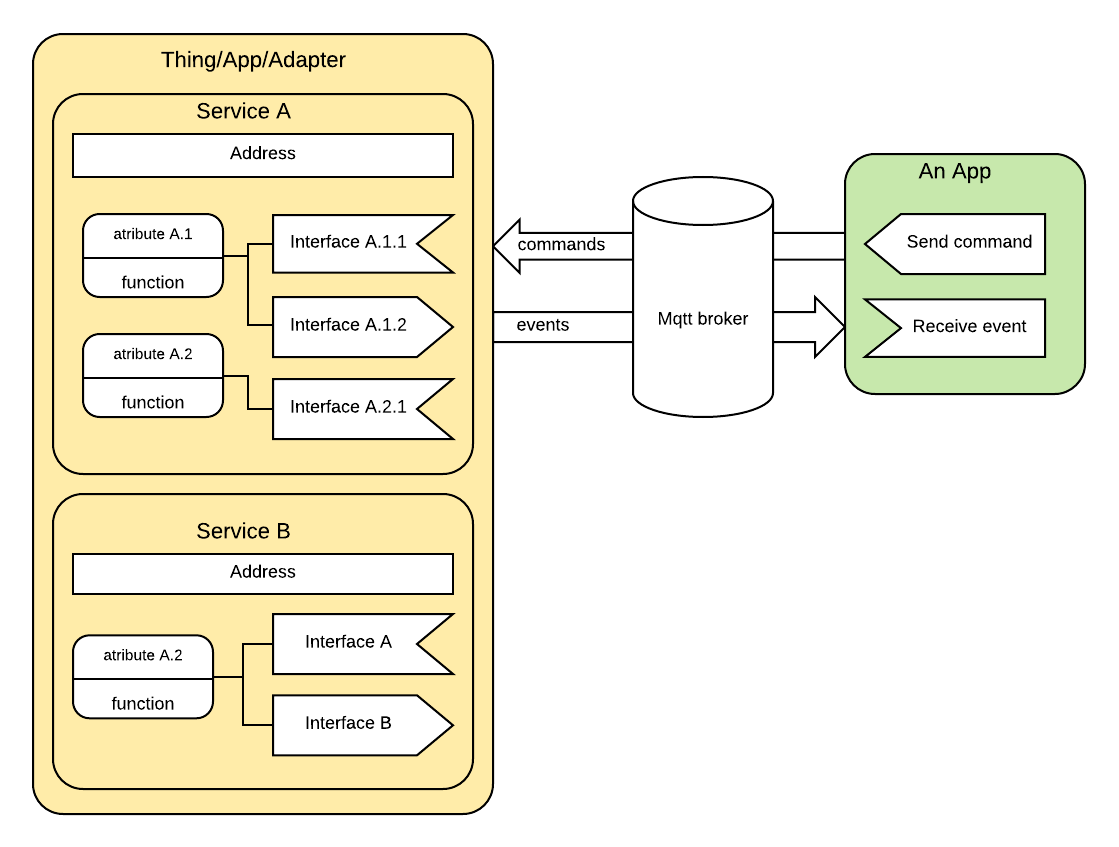 Thing/App/Adapter
Service A
Address
atribute A.1
function
Interface A.1.1
Interface A.1.2
atribute A.2
function
Interface A.2.1
Service B
Address
atribute A.2
function
Interface A
Interface B
commands
events
Mqtt broker
An App
Send command
Receive event